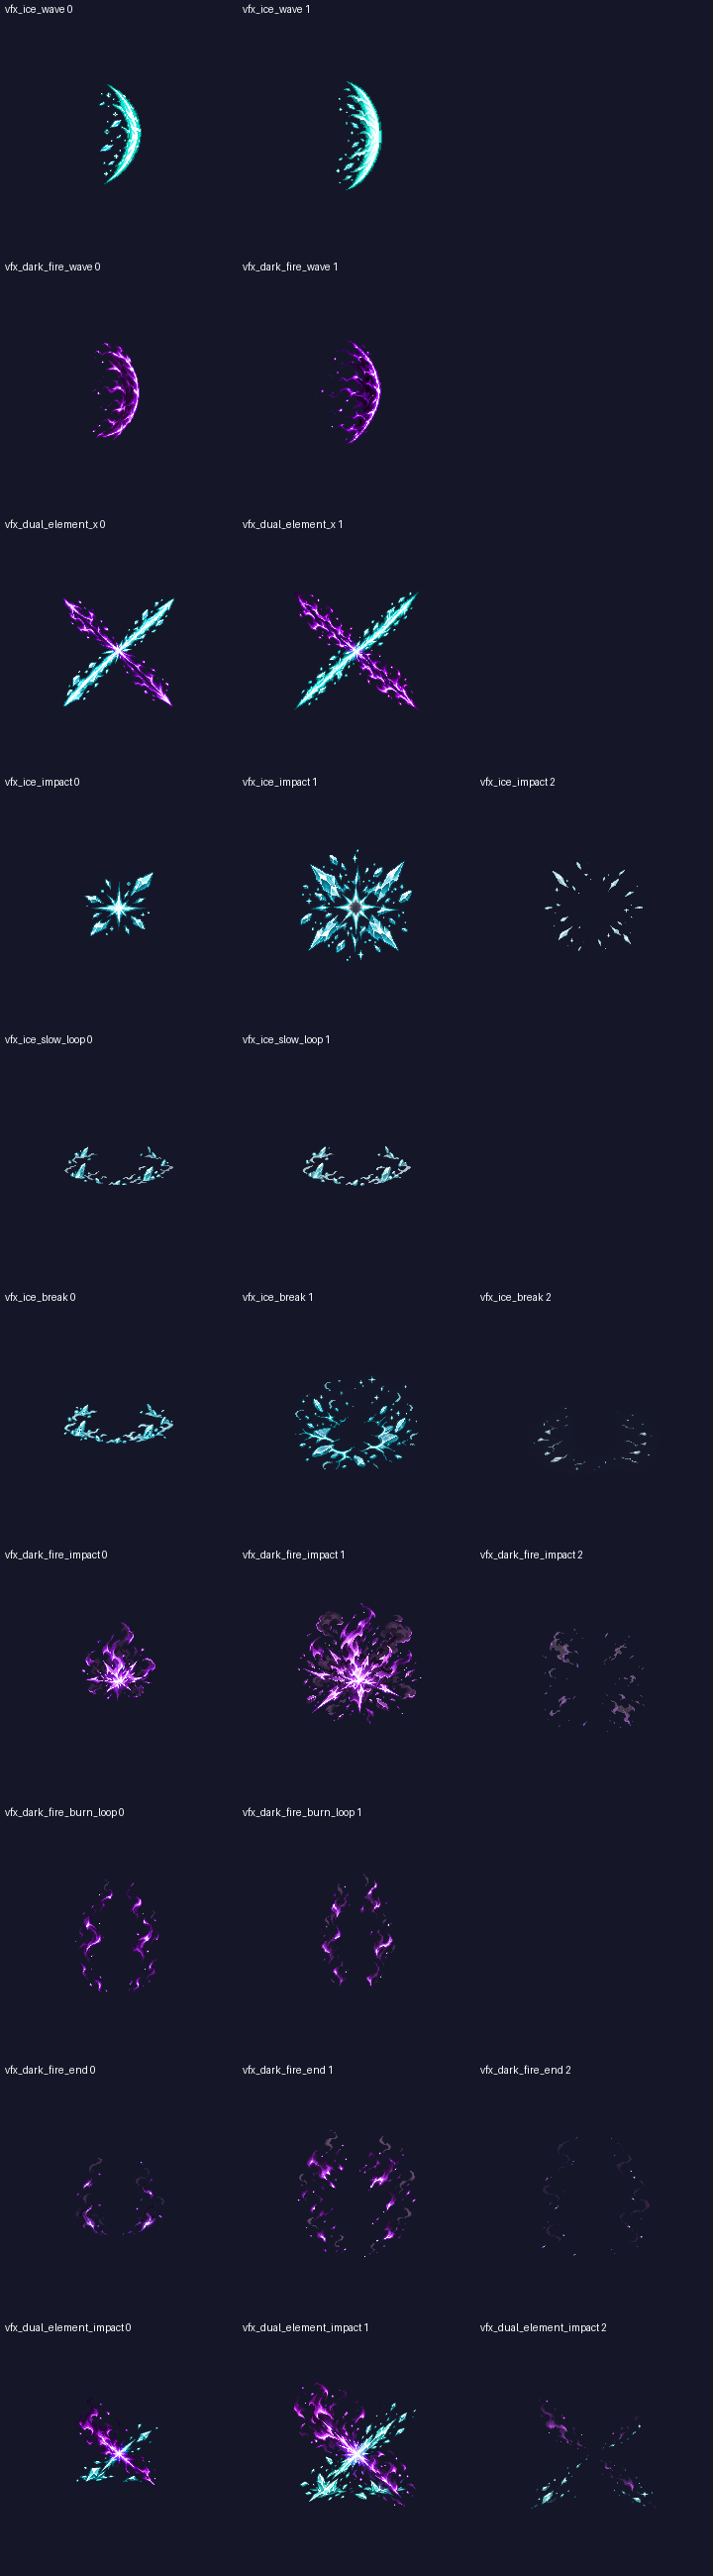 vfx_ice_wave 0
vfx_ice_wave 1
vfx_dark_fire_wave 0
vfx_dark_fire_wave 1
vfx_dual_element_x 0
vfx_dual_element_x 1
vfx_ice_impact 0
vfx_ice_impact 1
vfx_ice_impact 2
vfx_ice_slow_loop 0
vfx_ice_slow_loop 1
vfx_ice_break 0
vfx_ice_break 1
vfx_ice_break 2
vfx_dark_fire_impact 0
vfx_dark_fire_impact 1
vfx_dark_fire_impact 2
vfx_dark_fire_burn_loop 0
vfx_dark_fire_burn_loop 1
vfx_dark_fire_end 0
vfx_dark_fire_end 1
vfx_dark_fire_end 2
vfx_dual_element_impact 0
vfx_dual_element_impact 1
vfx_dual_element_impact 2